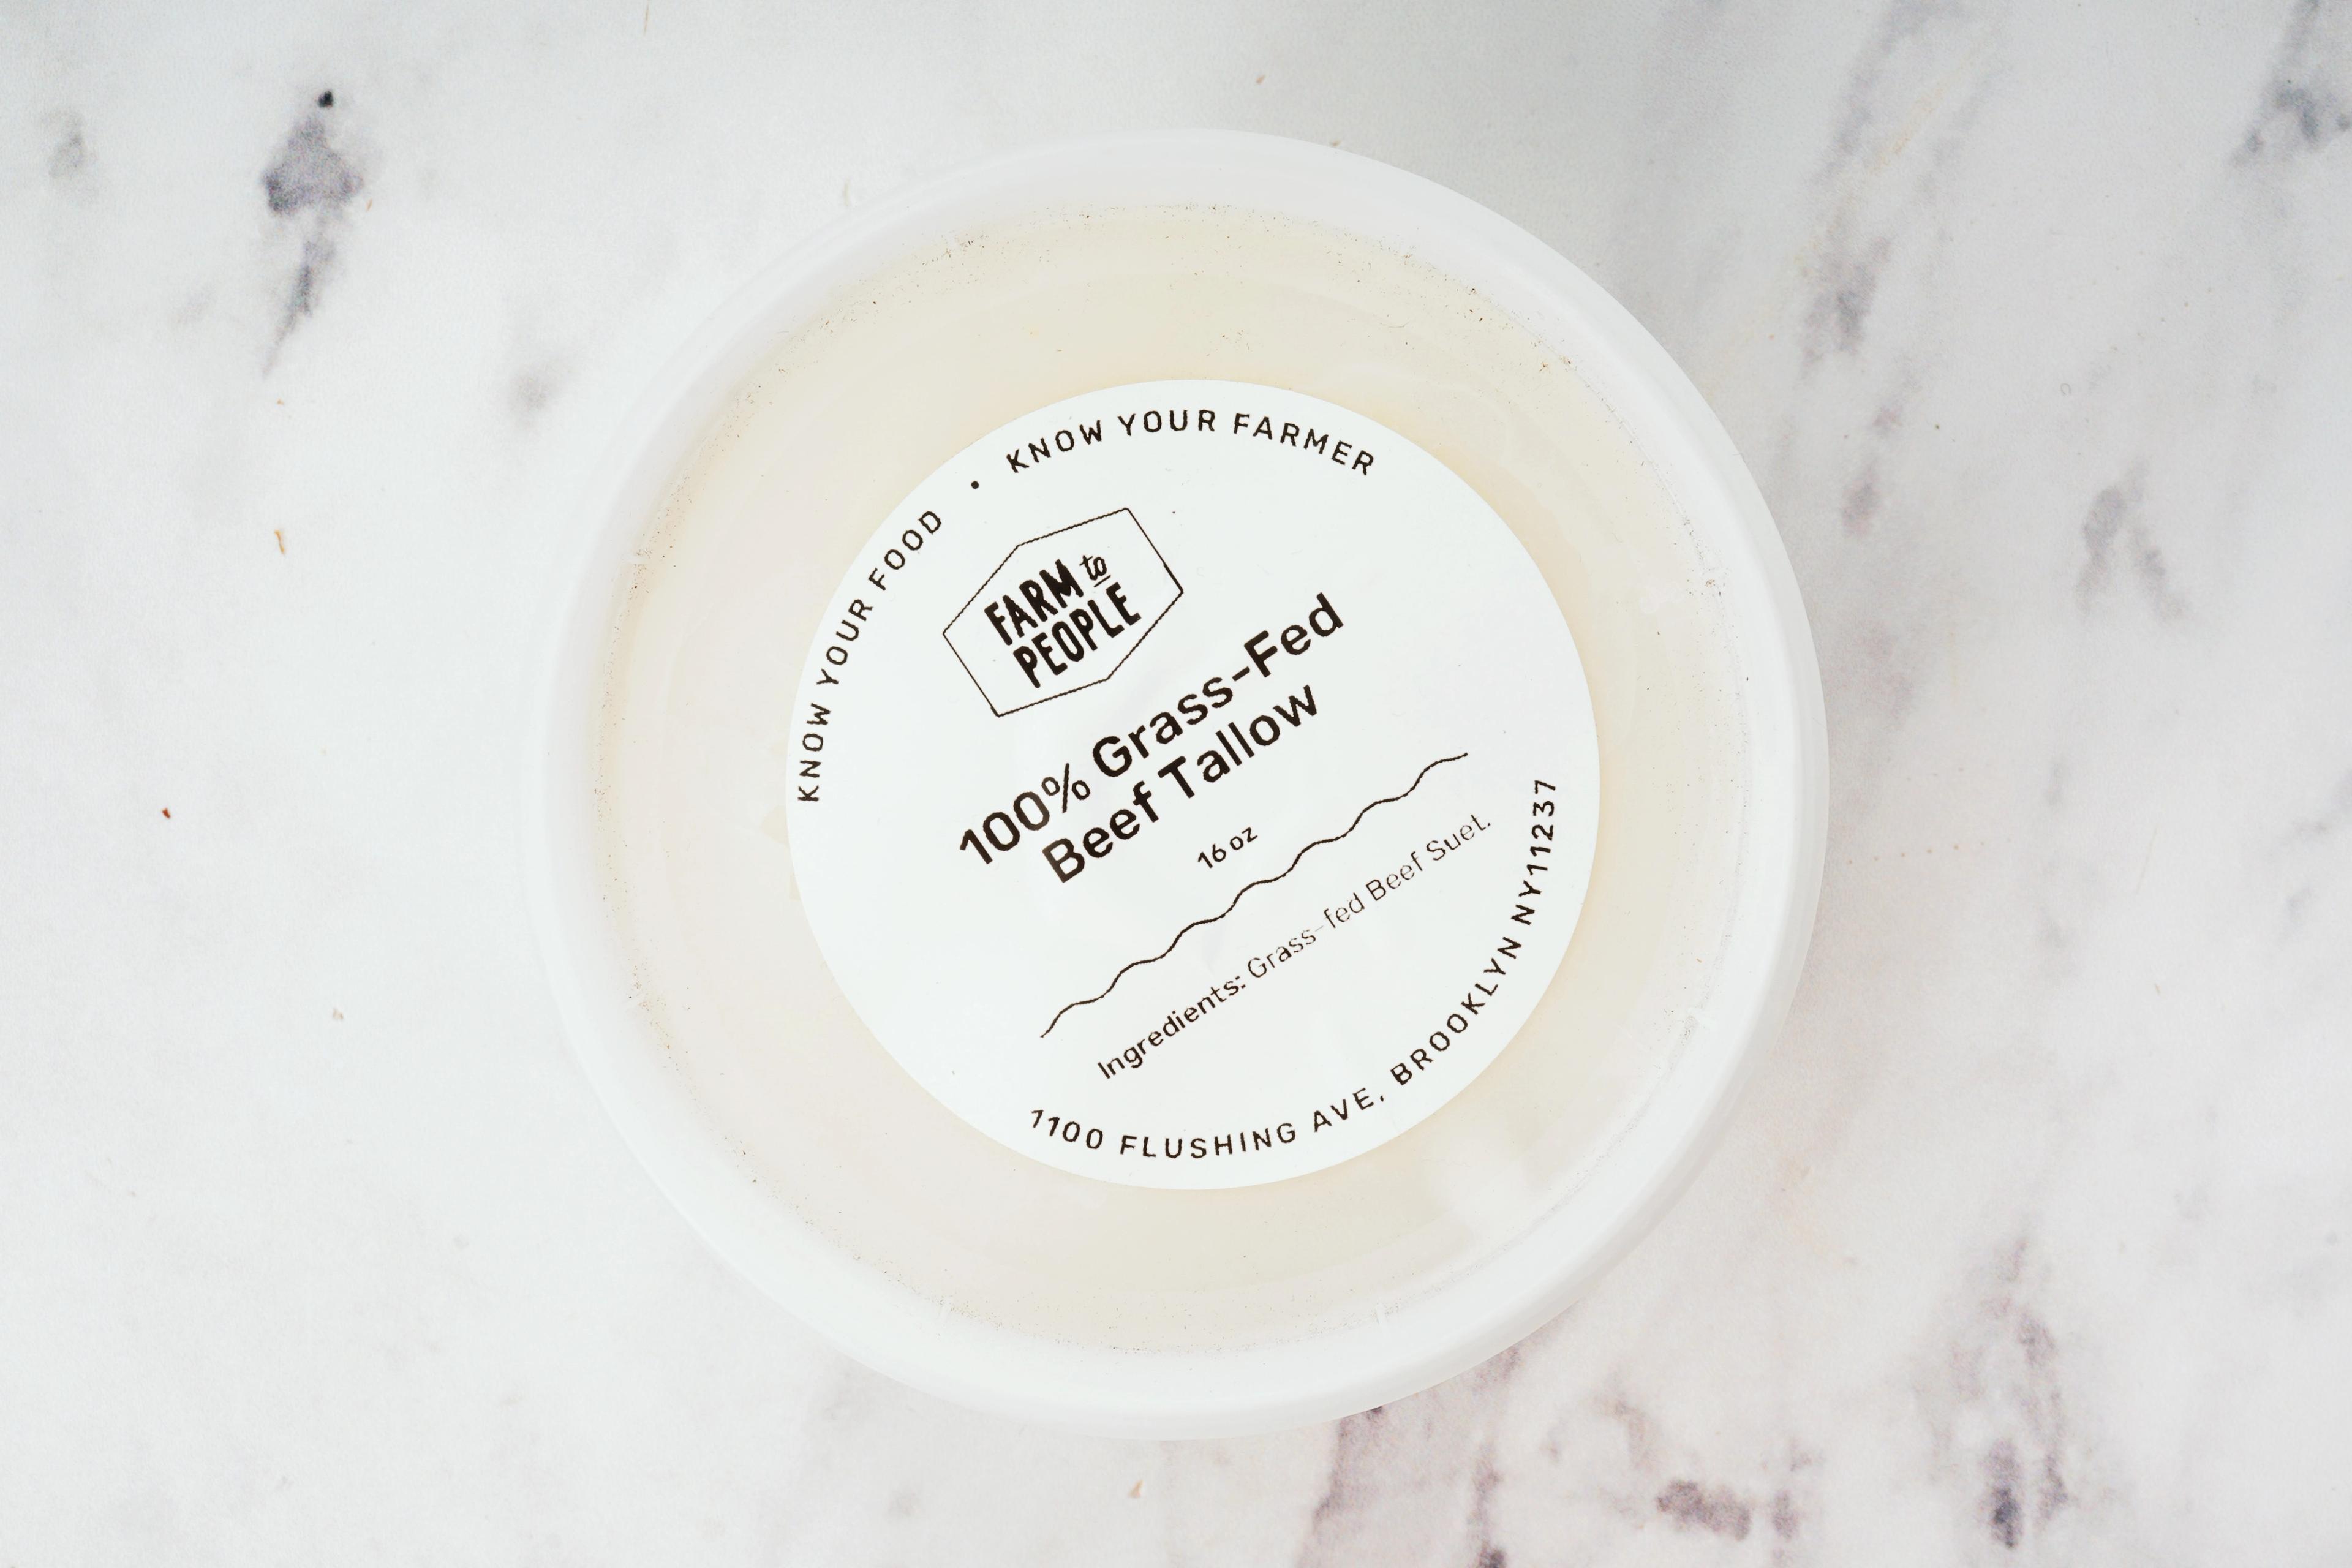 KNOW YOUR FOOD • KNOW YOUR FARMER
FARM to
PEOPLE
100% Grass-Fed
Beef Tallow
16 oz
Ingredients: Grass-fed Beef Suet.
1100 FLUSHING AVE, BROOKLYN NY11237